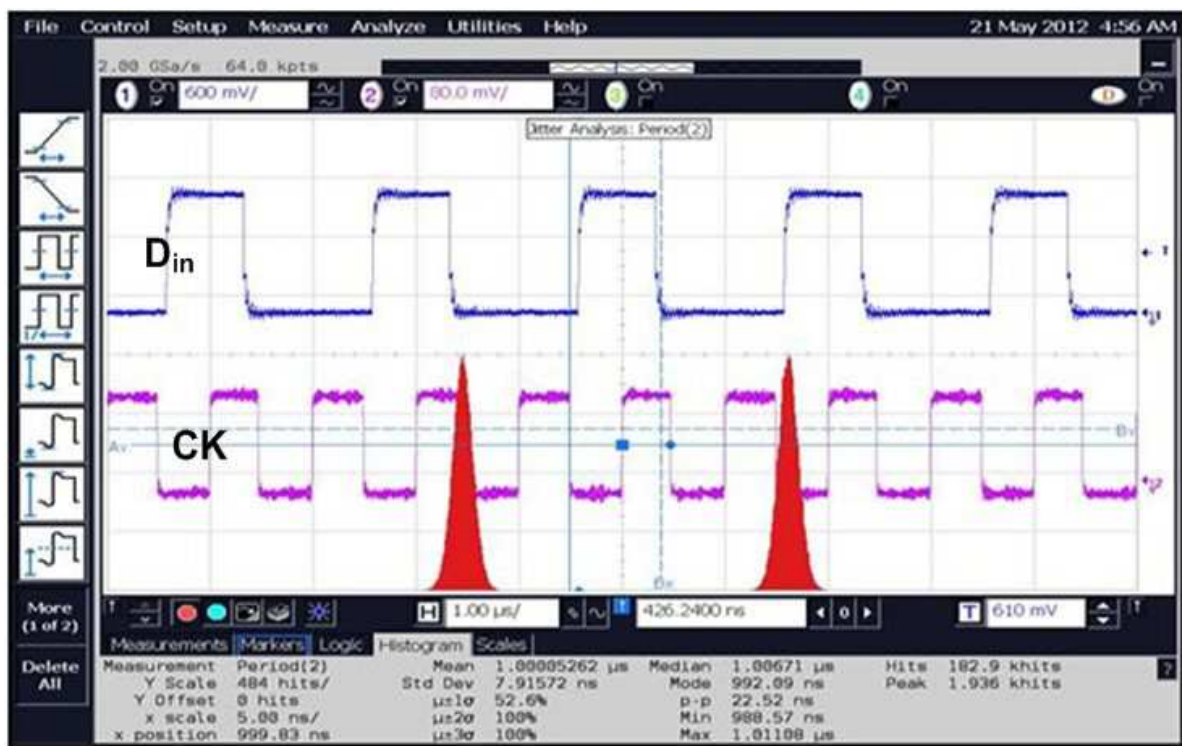 File Control Setup Measure Analyze Utilities Help 21 May 2012 4:56 AM
2.00 GSa/s 64.0 kpts
1 On 600 mV/ 2 On 80.0 mV/ 3 On 4 On D On
Jitter Analysis: Period(2)
Din
CK
More
(1 of 2)
Delete
All
H 1.00 µs/ 426.2400 ns 0 T 610 mV
Measurements Markers Logic Histogram Scales
Measurement Period(2) Mean 1.00005262 µs Median 1.00671 µs Hits 182.9 khits
Y Scale 484 hits/ Std Dev 7.91572 ns Mode 992.09 ns Peak 1.936 khits
Y Offset 0 hits µ±1σ 52.6% p-p 22.52 ns
x scale 5.00 ns/ µ±2σ 100% Min 988.57 ns
x position 999.83 ns µ±3σ 100% Max 1.01108 µs